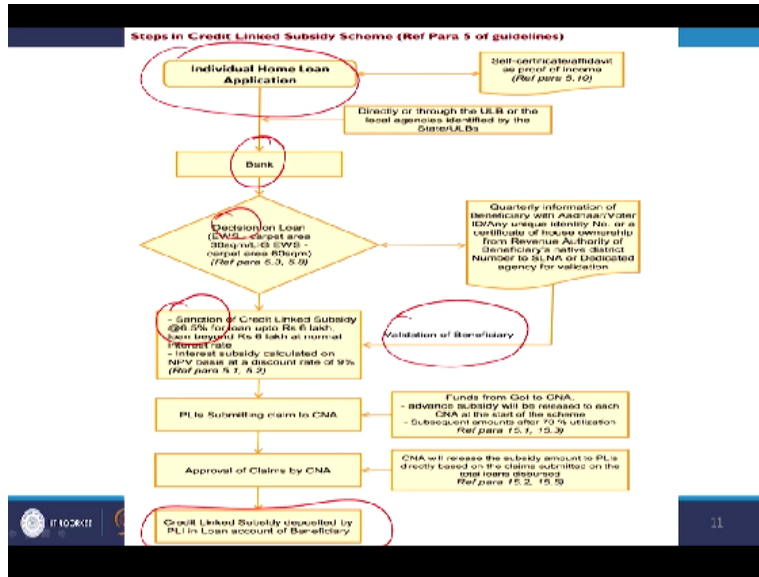 Steps in Credit Linked Subsidy Scheme (Ref Para 5 of guidelines)
Individual Home Loan
Application
Self-certificate/affidavit
as proof of income
(Ref para 5.10)
Directly or through the ULB or the
local agencies identified by the
State/ULBs
Bank
Decision on Loan
(EWS - carpet area
30sqm/LIG EWS -
carpet area 60sqm)
(Ref para 5.3, 5.8)
Quarterly information of
Beneficiary with Aadhaar/Voter
ID/Any unique identity No. or a
certificate of house ownership
from Revenue Authority of
Beneficiary's native district
Number to SLNA or Dedicated
agency for validation
- Sanction of Credit Linked Subsidy
@6.5% for loan upto Rs 6 lakh,
loan beyond Rs 6 lakh at normal
interest rate
- Interest subsidy calculated on
NPV basis at a discount rate of 9%
(Ref para 5.1, 5.2)
Validation of Beneficiary
PLIs Submitting claim to CNA
Funds from GoI to CNA.
- advance subsidy will be released to each
CNA at the start of the scheme
- Subsequent amounts after 70 % utilization
Ref para 15.1, 15.3)
Approval of Claims by CNA
CNA will release the subsidy amount to PLIs
directly based on the claims submitted on the
total loans disbursed
(Ref para 15.2, 15.5)
Credit Linked Subsidy deposited by
PLI in Loan account of Beneficiary
IIT ROORKEE
11